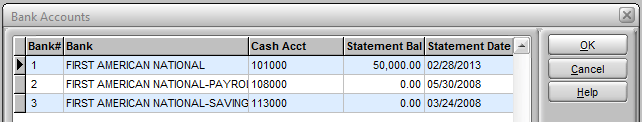 Bank Accounts
Bank# Bank Cash Acct Statement Bal Statement Date
1 FIRST AMERICAN NATIONAL 101000 50,000.00 02/28/2013
2 FIRST AMERICAN NATIONAL-PAYRO 108000 0.00 05/30/2008
3 FIRST AMERICAN NATIONAL-SAVING 113000 0.00 03/24/2008
OK
Cancel
Help